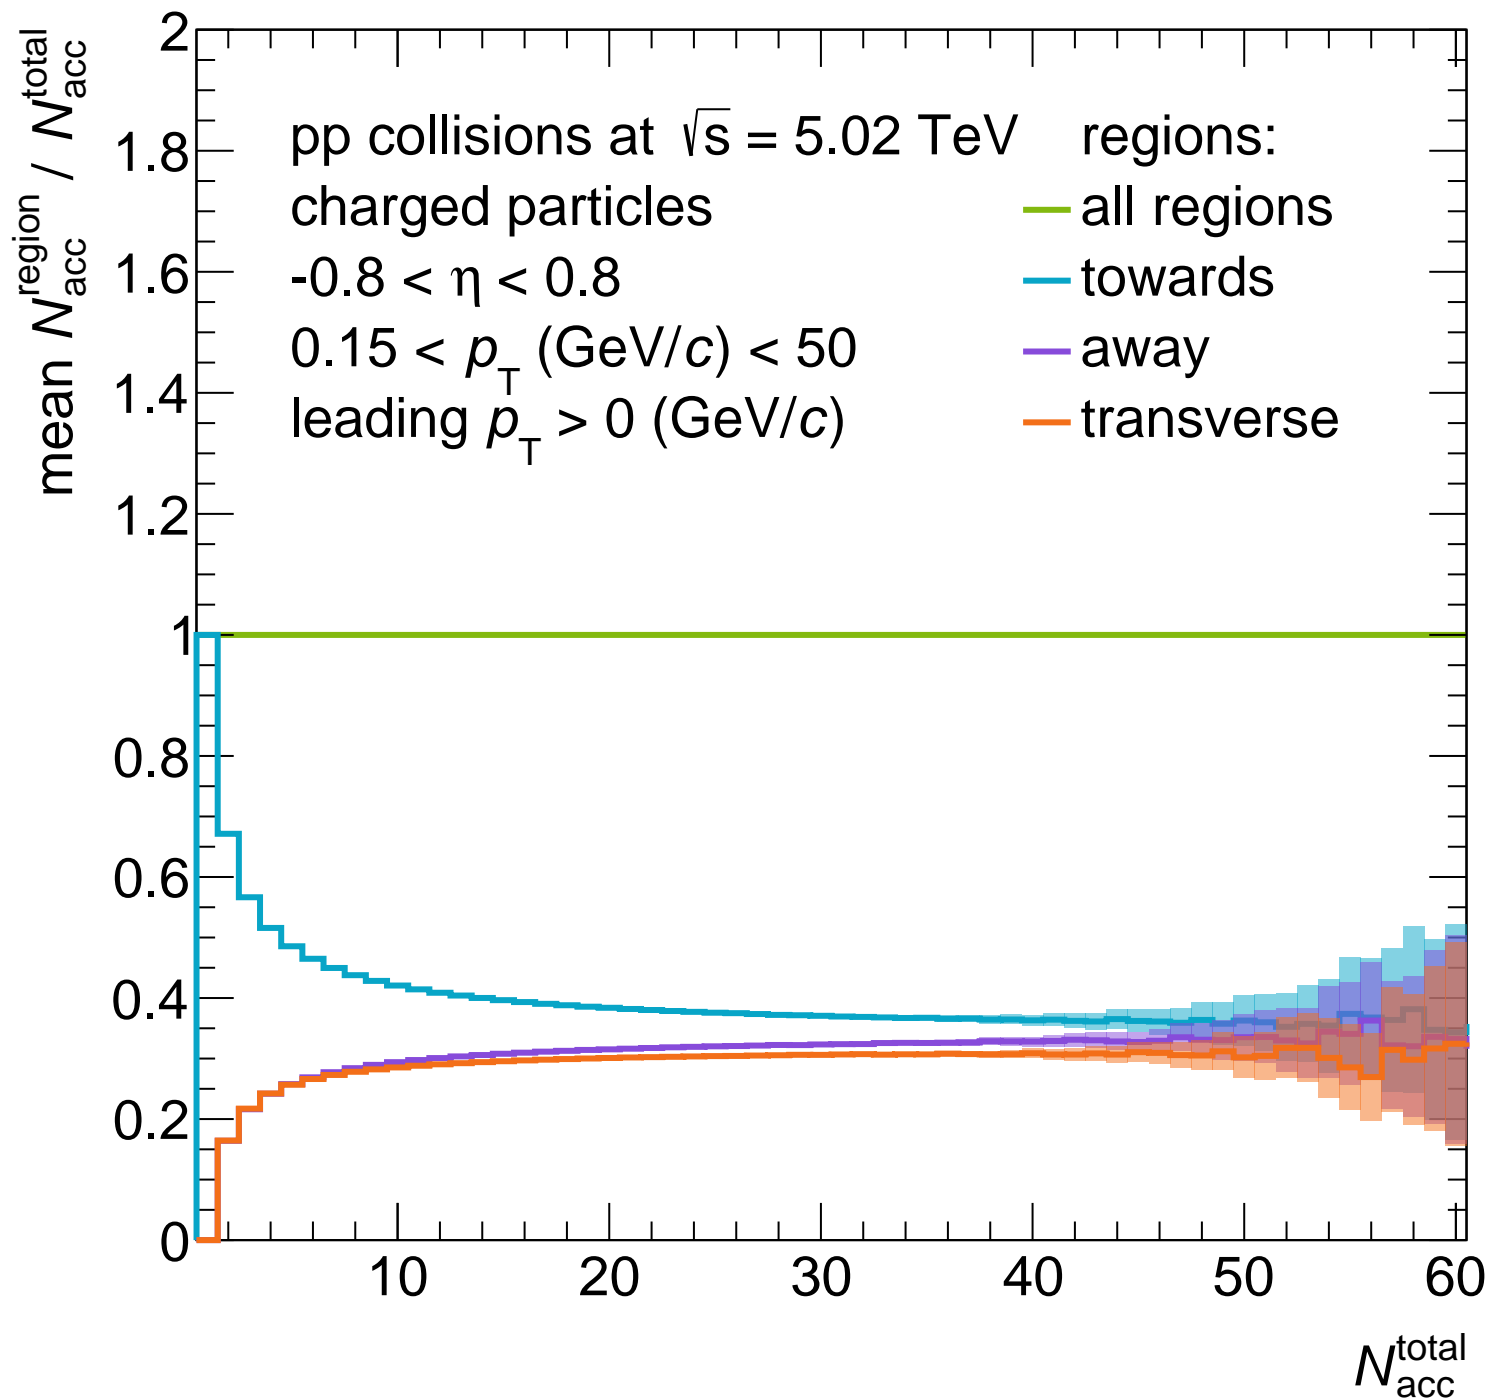 mean N_acc^region / N_acc^total
2
1.8
1.6
1.4
1.2
1
0.8
0.6
0.4
0.2
0
pp collisions at √s = 5.02 TeV
charged particles
-0.8 < η < 0.8
0.15 < p_T (GeV/c) < 50
leading p_T > 0 (GeV/c)
regions:
all regions
towards
away
transverse
10 20 30 40 50 60
N_acc^total